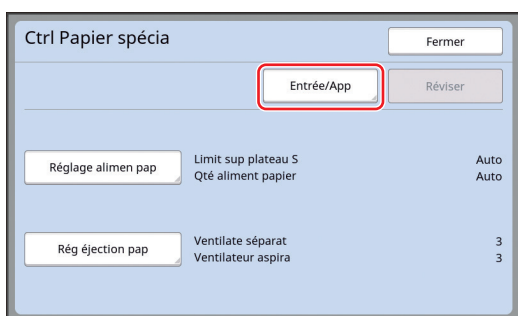 Ctrl Papier spécia
Fermer
Entrée/App
Réviser
Réglage alimen pap
Limit sup plateau S Auto
Qté aliment papier Auto
Rég éjection pap
Ventilate séparat 3
Ventilateur aspira 3